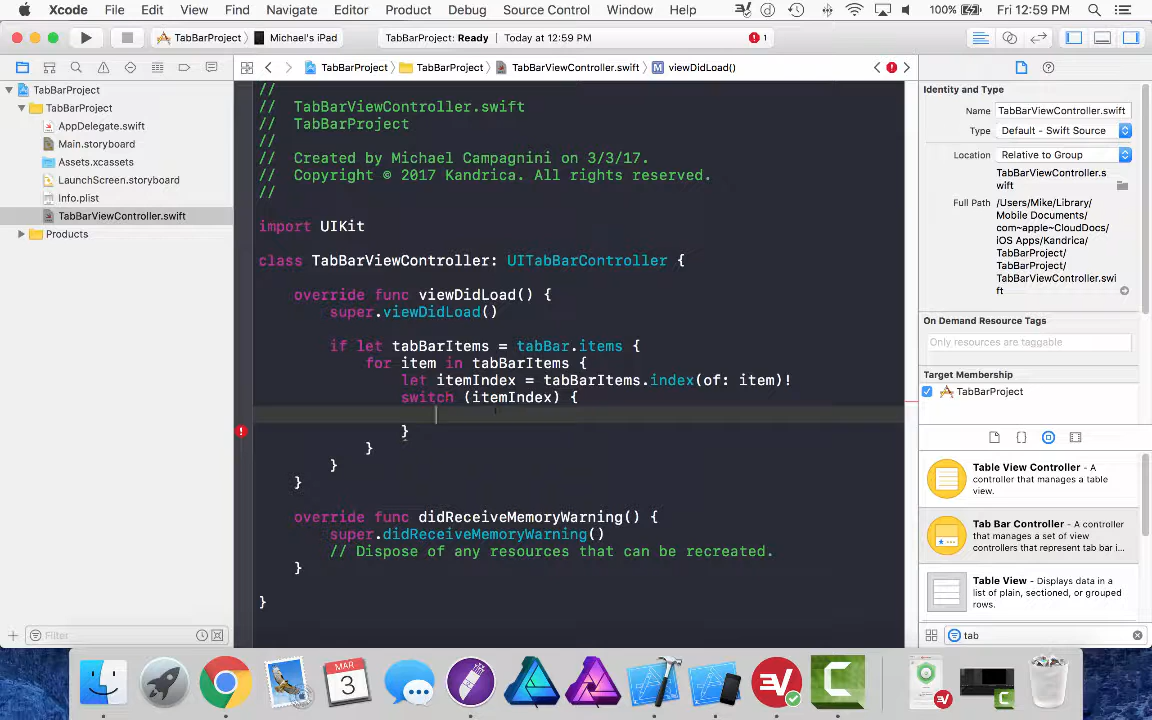 Xcode File Edit View Find Navigate Editor Product Debug Source Control Window Help 100% Fri 12:59 PM
TabBarProject Michael's iPad TabBarProject: Ready Today at 12:59 PM 1
TabBarProject TabBarProject TabBarViewController.swift M viewDidLoad()
TabBarProject
TabBarProject
AppDelegate.swift
Main.storyboard
Assets.xcassets
LaunchScreen.storyboard
Info.plist
TabBarViewController.swift
Products
Filter
//
// TabBarViewController.swift
// TabBarProject
//
// Created by Michael Campagnini on 3/3/17.
// Copyright © 2017 Kandrica. All rights reserved.
//
import UIKit
class TabBarViewController: UITabBarController {
override func viewDidLoad() {
super.viewDidLoad()
if let tabBarItems = tabBar.items {
for item in tabBarItems {
let itemIndex = tabBarItems.index(of: item)!
switch (itemIndex) {
}
}
}
}
override func didReceiveMemoryWarning() {
super.didReceiveMemoryWarning()
// Dispose of any resources that can be recreated.
}
}
Identity and Type
Name TabBarViewController.swift
Type Default - Swift Source
Location Relative to Group
TabBarViewController.s
wift
Full Path /Users/Mike/Library/
Mobile Documents/
com~apple~CloudDocs/
iOS Apps/Kandrica/
TabBarProject/
TabBarProject/
TabBarViewController.swi
ft
On Demand Resource Tags
Only resources are taggable
Target Membership
TabBarProject
Table View Controller - A
controller that manages a table
view.
Tab Bar Controller - A controller
that manages a set of view
controllers that represent tab bar i...
Table View - Displays data in a
list of plain, sectioned, or grouped
rows.
tab
MAR
3